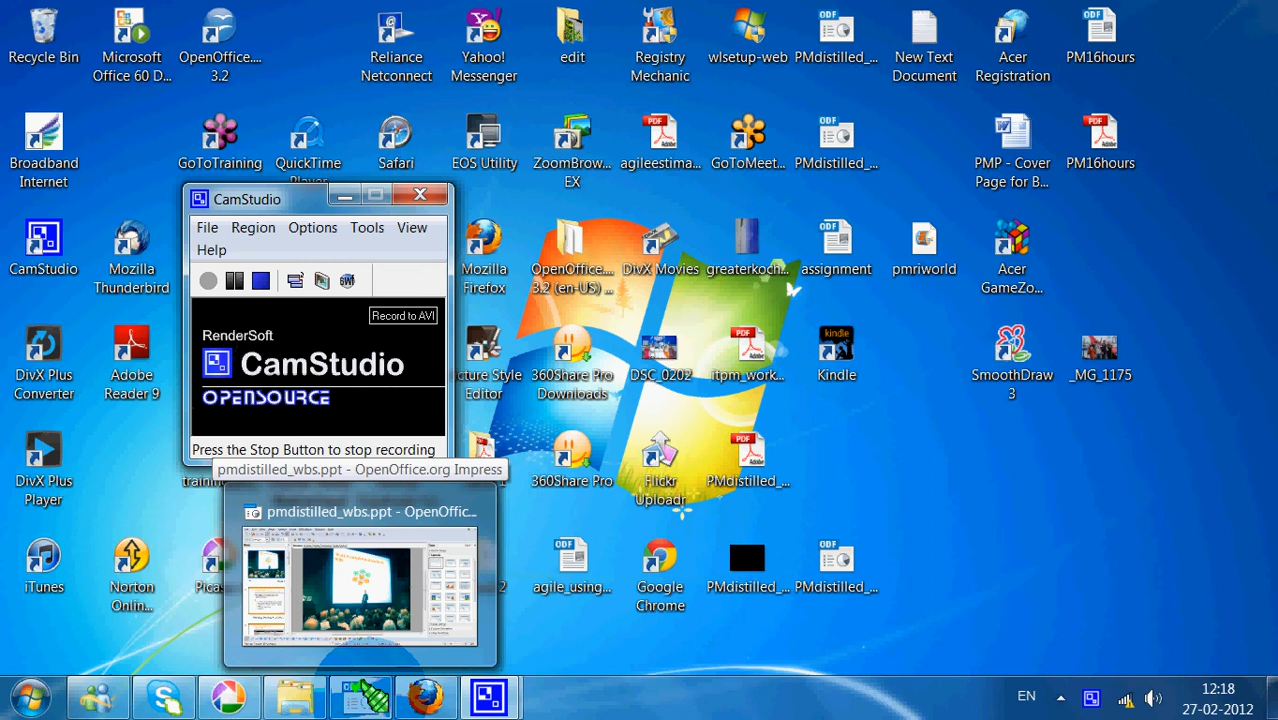 Recycle Bin
Microsoft
Office 60 D...
OpenOffice....
3.2
Reliance
Netconnect
Yahoo!
Messenger
edit
Registry
Mechanic
wlsetup-web
PMdistilled_...
New Text
Document
Acer
Registration
PM16hours
Broadband
Internet
GoToTraining
QuickTime
Player
Safari
EOS Utility
ZoomBrow...
EX
agileestima...
GoToMeet...
PMdistilled_...
PMP - Cover
Page for B...
PM16hours
CamStudio
File Region Options Tools View
Help
Record to AVI
RenderSoft
CamStudio
OPENSOURCE
Press the Stop Button to stop recording
CamStudio
Mozilla
Thunderbird
Mozilla
Firefox
OpenOffice....
3.2 (en-US) ...
DivX Movies
greaterkoch...
assignment
pmriworld
Acer
GameZo...
DivX Plus
Converter
Adobe
Reader 9
cture Style
Editor
360Share Pro
Downloads
DSC_0202
itpm_work...
kindle
Kindle
SmoothDraw
3
_MG_1175
DivX Plus
Player
360Share Pro
Flickr
Uploadr
PMdistilled_...
pmdistilled_wbs.ppt - OpenOffice.org Impress
pmdistilled_wbs.ppt - OpenOffic...
iTunes
Norton
Onlin...
Picas
2
agile_using...
Google
Chrome
PMdistilled_...
PMdistilled_...
EN
12:18
27-02-2012